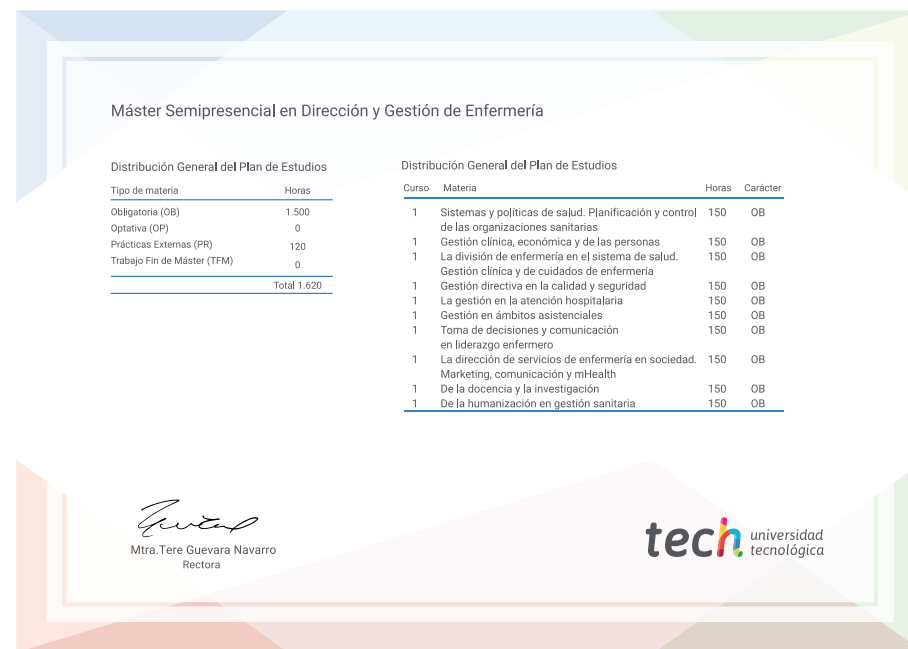 Máster Semipresencial en Dirección y Gestión de Enfermería
Distribución General del Plan de Estudios
Tipo de materia Horas
Obligatoria (OB) 1.500
Optativa (OP) 0
Prácticas Externas (PR) 120
Trabajo Fin de Máster (TFM) 0
Total 1.620
Distribución General del Plan de Estudios
Curso Materia Horas Carácter
1 Sistemas y políticas de salud. Planificación y control 150 OB
de las organizaciones sanitarias
1 Gestión clínica, económica y de las personas 150 OB
1 La división de enfermería en el sistema de salud. 150 OB
Gestión clínica y de cuidados de enfermería
1 Gestión directiva en la calidad y seguridad 150 OB
1 La gestión en la atención hospitalaria 150 OB
1 Gestión en ámbitos asistenciales 150 OB
1 Toma de decisiones y comunicación 150 OB
en liderazgo enfermero
1 La dirección de servicios de enfermería en sociedad. 150 OB
Marketing, comunicación y mHealth
1 De la docencia y la investigación 150 OB
1 De la humanización en gestión sanitaria 150 OB
Mtra.Tere Guevara Navarro
Rectora
tech universidad
tecnológica